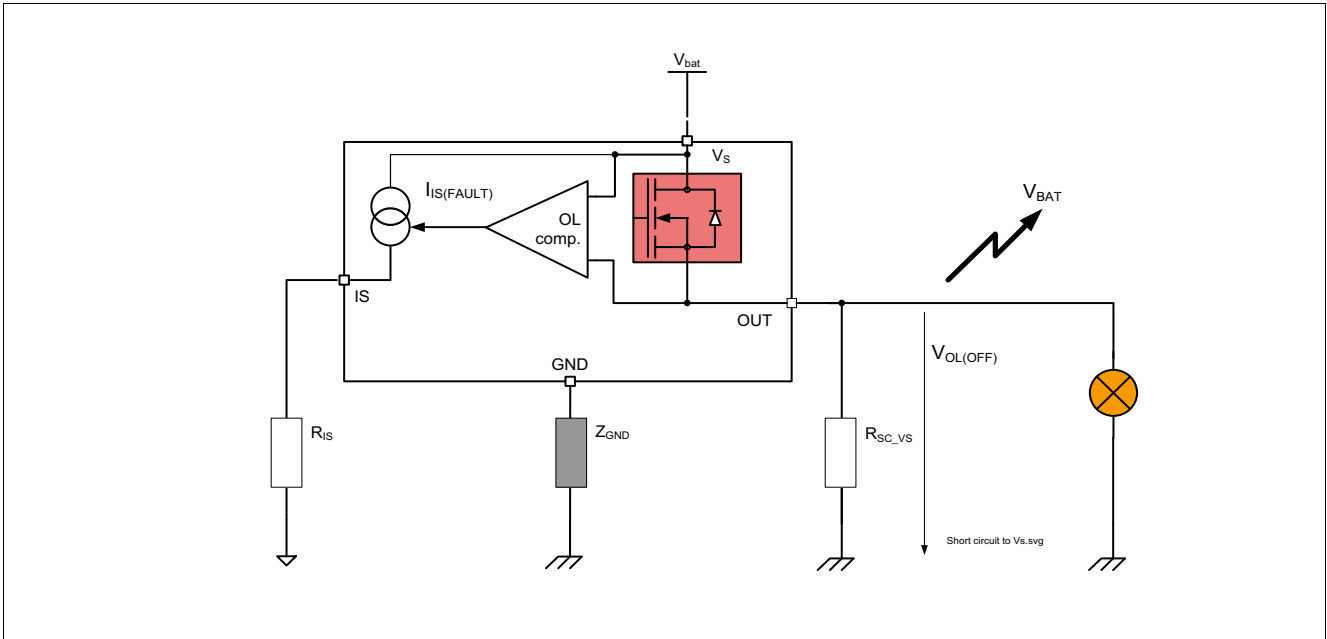 Vbat
VS
IIS(FAULT)
OL
comp.
VBAT
IS
OUT
VOL(OFF)
GND
RIS
ZGND
RSC_VS
Short circuit to Vs.svg